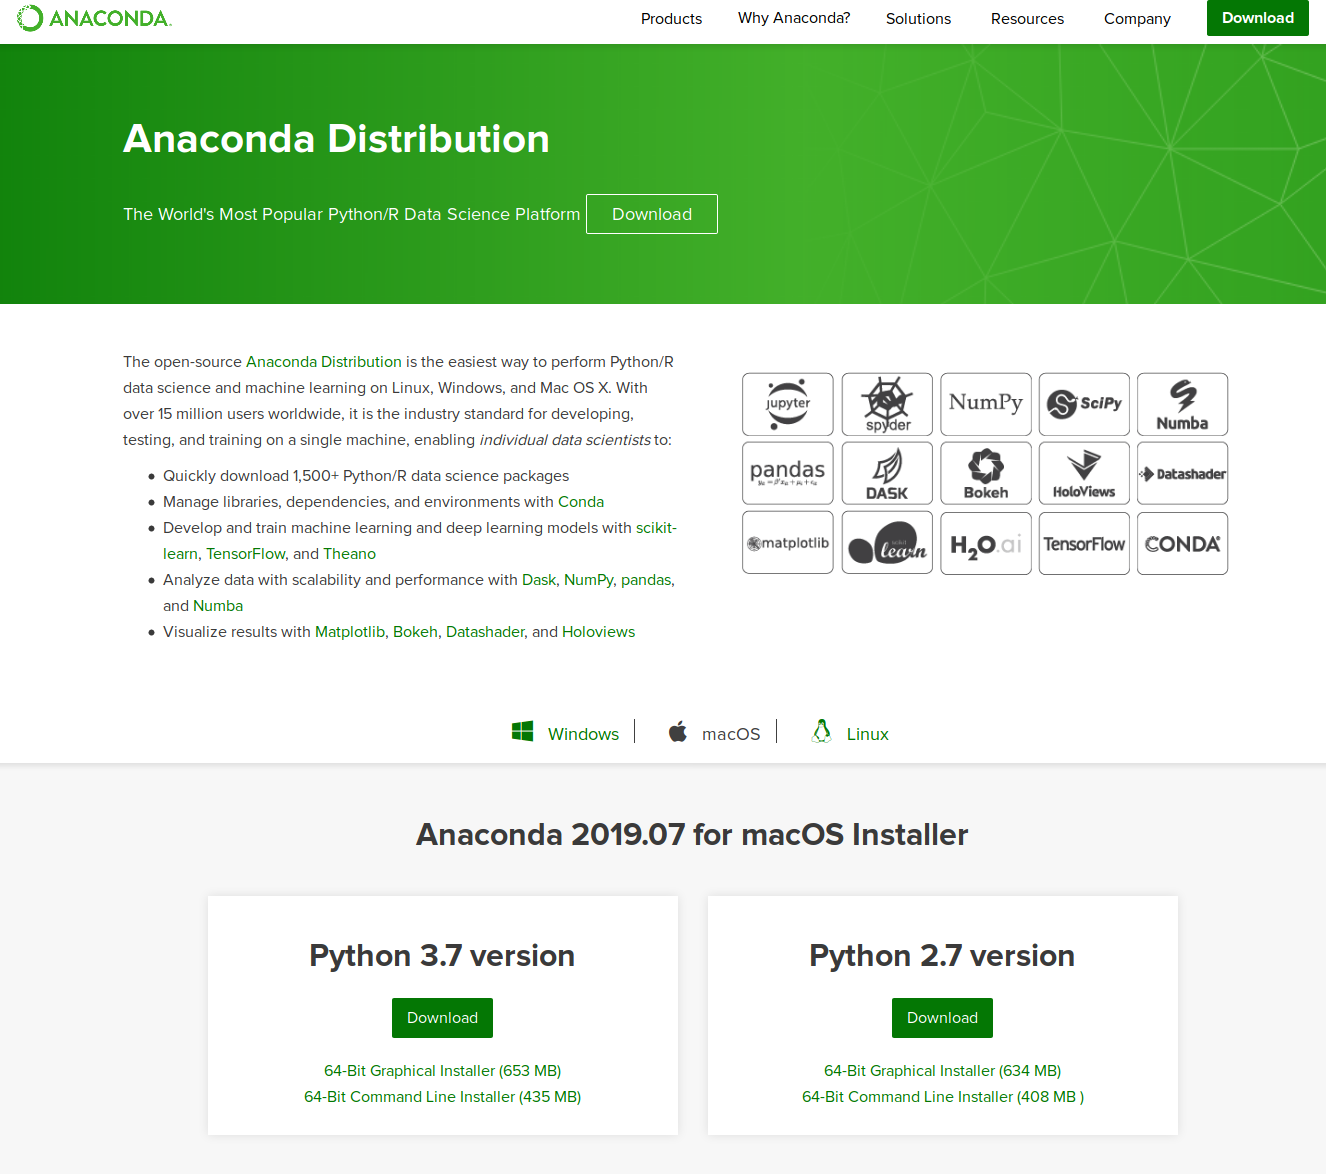 ANACONDA.
Products Why Anaconda? Solutions Resources Company Download
Anaconda Distribution
The World's Most Popular Python/R Data Science Platform Download
The open-source Anaconda Distribution is the easiest way to perform Python/R
data science and machine learning on Linux, Windows, and Mac OS X. With
over 15 million users worldwide, it is the industry standard for developing,
testing, and training on a single machine, enabling individual data scientists to:
• Quickly download 1,500+ Python/R data science packages
• Manage libraries, dependencies, and environments with Conda
• Develop and train machine learning and deep learning models with scikit-
learn, TensorFlow, and Theano
• Analyze data with scalability and performance with Dask, NumPy, pandas,
and Numba
• Visualize results with Matplotlib, Bokeh, Datashader, and Holoviews
jupyter
spyder
NumPy
SciPy
Numba
pandas
DASK
Bokeh
HoloViews
Datashader
matplotlib
scikit
learn
H2O.ai
TensorFlow
CONDA
Windows
macOS
Linux
Anaconda 2019.07 for macOS Installer
Python 3.7 version
Download
64-Bit Graphical Installer (653 MB)
64-Bit Command Line Installer (435 MB)
Python 2.7 version
Download
64-Bit Graphical Installer (634 MB)
64-Bit Command Line Installer (408 MB )